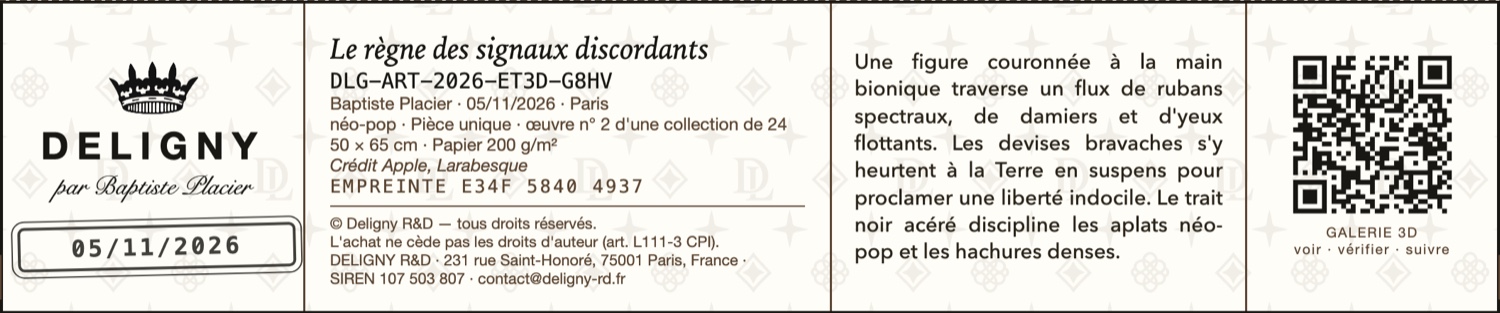 DELIGNY
par Baptiste Placier
05/11/2026
Le règne des signaux discordants
DLG–ART–2026–ET3D–G8HV
Baptiste Placier · 05/11/2026 · Paris
néo-pop · Pièce unique · œuvre n° 2 d'une collection de 24
50 × 65 cm · Papier 200 g/m²
Crédit Apple, Larabesque
EMPREINTE E34F 5840 4937
© Deligny R&D — tous droits réservés.
L'achat ne cède pas les droits d'auteur (art. L111-3 CPI).
DELIGNY R&D · 231 rue Saint-Honoré, 75001 Paris, France ·
SIREN 107 503 807 · contact@deligny-rd.fr
Une figure couronnée à la main
bionique traverse un flux de rubans
spectraux, de damiers et d'yeux
flottants. Les devises bravaches s'y
heurtent à la Terre en suspens pour
proclamer une liberté indocile. Le trait
noir acéré discipline les aplats néo-
pop et les hachures denses.
GALERIE 3D
voir · vérifier · suivre